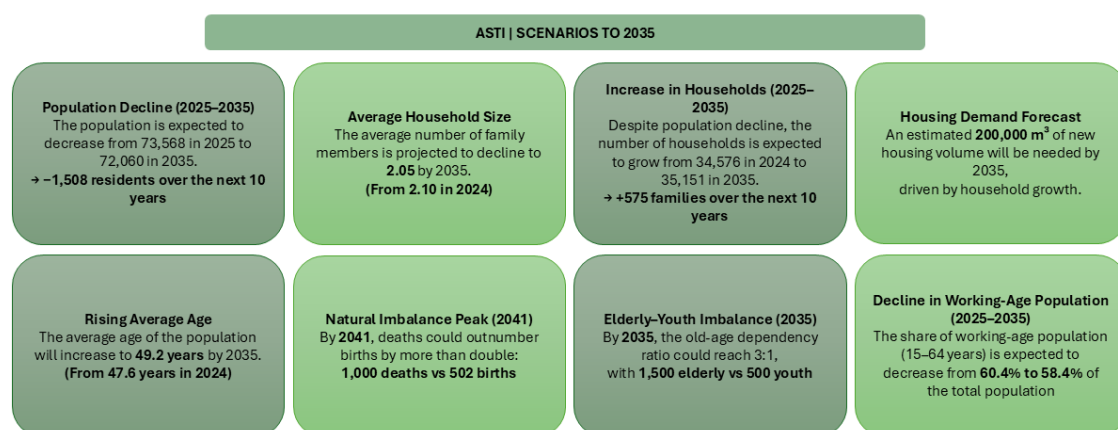 ASTI | SCENARIOS TO 2035
Population Decline (2025–2035)
The population is expected to
decrease from 73,568 in 2025 to
72,060 in 2035.
→ −1,508 residents over the next 10
years
Average Household Size
The average number of family
members is projected to decline to
2.05 by 2035.
(From 2.10 in 2024)
Increase in Households (2025–
2035)
Despite population decline, the
number of households is expected
to grow from 34,576 in 2024 to
35,151 in 2035.
→ +575 families over the next 10
years
Housing Demand Forecast
An estimated 200,000 m³ of new
housing volume will be needed by
2035,
driven by household growth.
Rising Average Age
The average age of the population
will increase to 49.2 years by 2035.
(From 47.6 years in 2024)
Natural Imbalance Peak (2041)
By 2041, deaths could outnumber
births by more than double:
1,000 deaths vs 502 births
Elderly–Youth Imbalance (2035)
By 2035, the old-age dependency
ratio could reach 3:1,
with 1,500 elderly vs 500 youth
Decline in Working-Age Population
(2025–2035)
The share of working-age population
(15–64 years) is expected to
decrease from 60.4% to 58.4% of
the total population